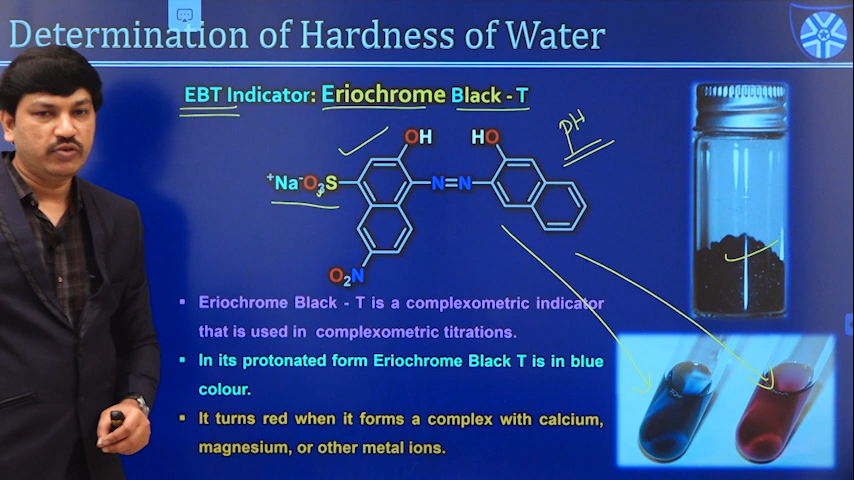 Determination of Hardness of Water
EBT Indicator: Eriochrome Black - T
PH
OH
HO
+Na-O3S
N=N
O2N
▪ Eriochrome Black - T is a complexometric indicator
that is used in complexometric titrations.
▪ In its protonated form Eriochrome Black T is in blue
colour.
▪ It turns red when it forms a complex with calcium,
magnesium, or other metal ions.